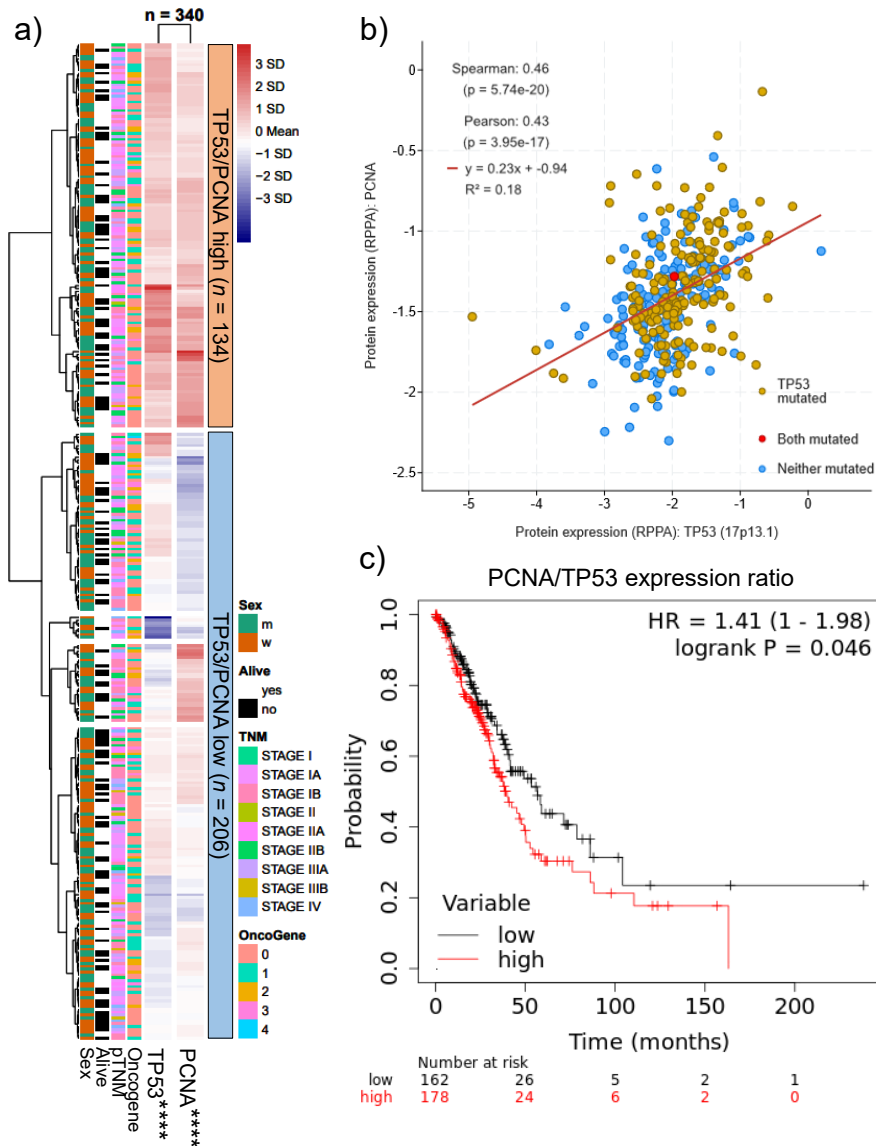 a)
n = 340
3 SD
2 SD
1 SD
0 Mean
−1 SD
−2 SD
−3 SD
TP53/PCNA high (n = 134)
TP53/PCNA low (n = 206)
Sex
m
w
Alive
yes
no
TNM
STAGE I
STAGE IA
STAGE IB
STAGE II
STAGE IIA
STAGE IIB
STAGE IIIA
STAGE IIIB
STAGE IV
OncoGene
0
1
2
3
4
Sex
Alive
pTNM
Oncogene
TP53****
PCNA****
b)
Spearman: 0.46
(p = 5.74e-20)
Pearson: 0.43
(p = 3.95e-17)
y = 0.23x + -0.94
R² = 0.18
Protein expression (RPPA): PCNA
0
-0.5
-1
-1.5
-2
-2.5
TP53
mutated
Both mutated
Neither mutated
-5 -4 -3 -2 -1 0
Protein expression (RPPA): TP53 (17p13.1)
c)
PCNA/TP53 expression ratio
HR = 1.41 (1 - 1.98)
logrank P = 0.046
Probability
1.0
0.8
0.6
0.4
0.2
0.0
Variable
low
high
0 50 100 150 200
Time (months)
Number at risk
low 162 26 5 2 1
high 178 24 6 2 0